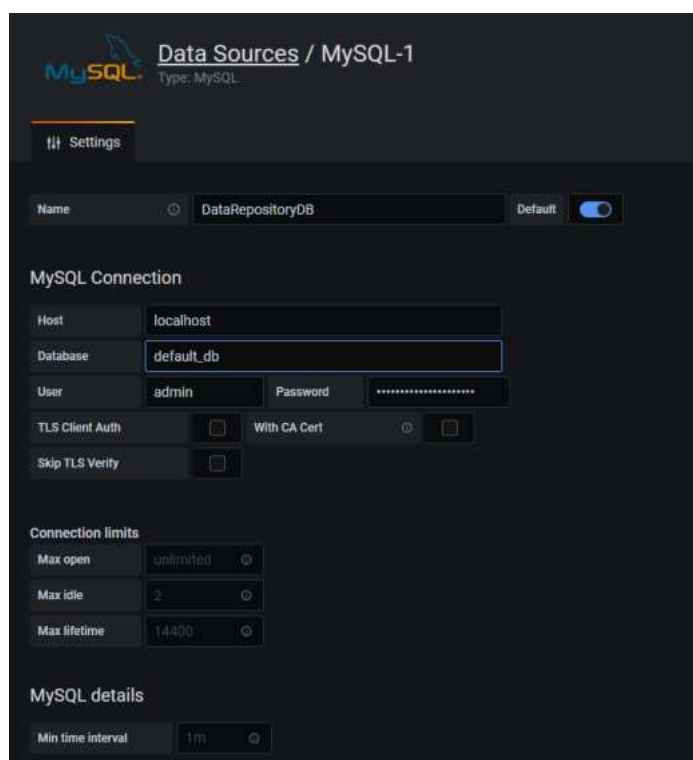 MySQL. Data Sources / MySQL-1
Type: MySQL
Settings
Name DataRepositoryDB Default
MySQL Connection
Host localhost
Database default_db
User admin Password •••••••••••••••••••••
TLS Client Auth With CA Cert
Skip TLS Verify
Connection limits
Max open unlimited
Max idle 2
Max lifetime 14400
MySQL details
Min time interval 1m